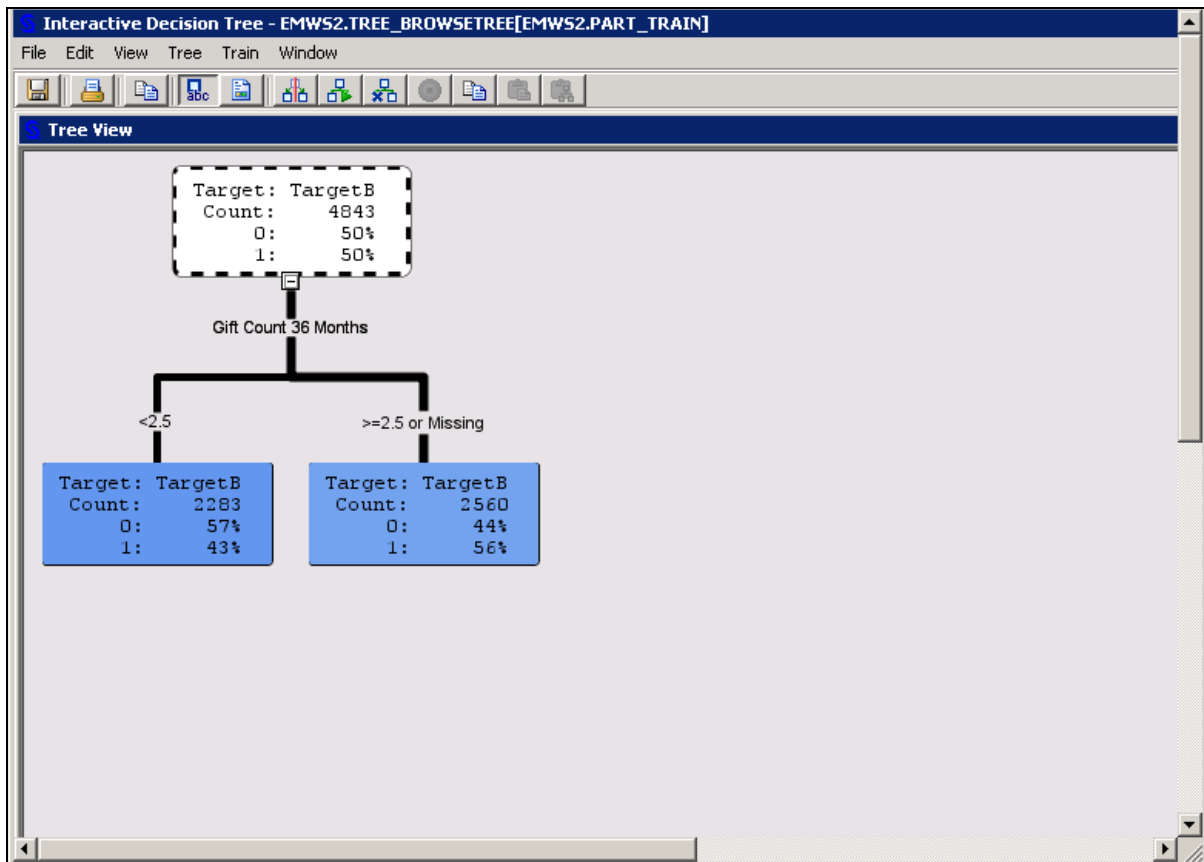 Interactive Decision Tree - EMWS2.TREE_BROWSETREE[EMWS2.PART_TRAIN]
File Edit View Tree Train Window
abc
Tree View
Target: TargetB
Count: 4843
0: 50%
1: 50%
Gift Count 36 Months
<2.5
>=2.5 or Missing
Target: TargetB
Count: 2283
0: 57%
1: 43%
Target: TargetB
Count: 2560
0: 44%
1: 56%